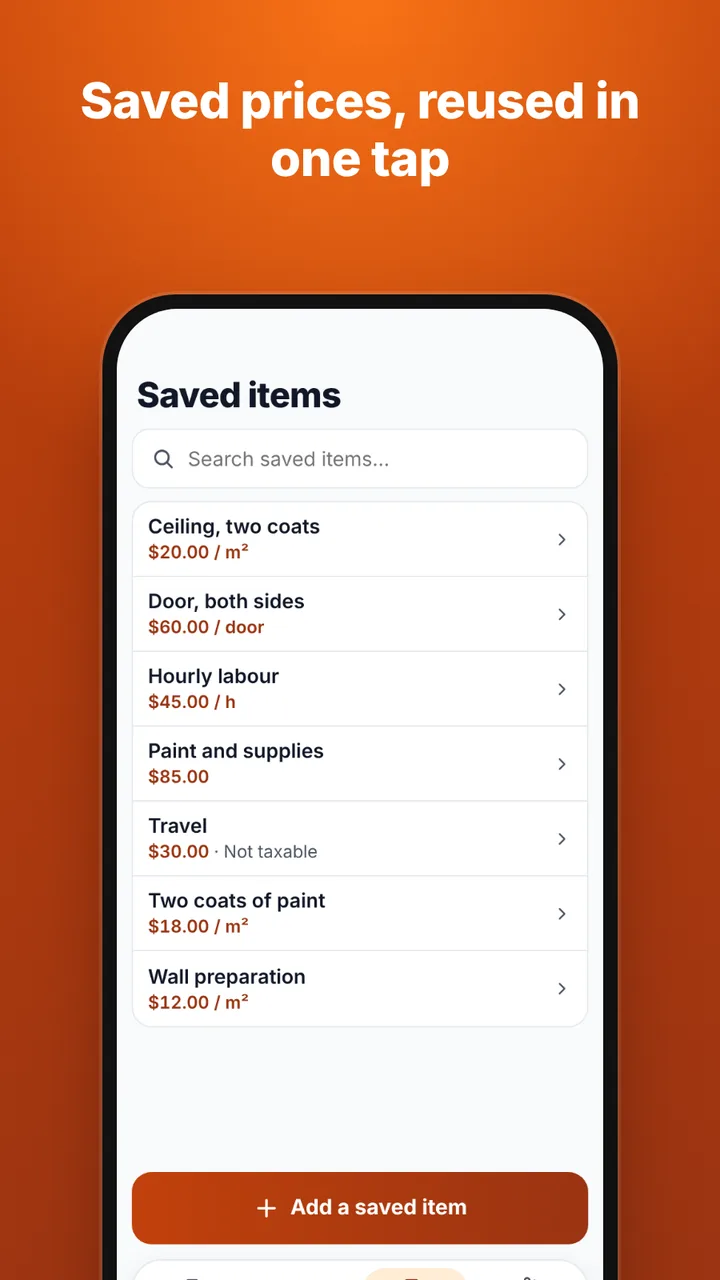 Saved prices, reused in
one tap
Saved items
Search saved items...
Ceiling, two coats
$20.00 / m²
Door, both sides
$60.00 / door
Hourly labour
$45.00 / h
Paint and supplies
$85.00
Travel
$30.00 · Not taxable
Two coats of paint
$18.00 / m²
Wall preparation
$12.00 / m²
+ Add a saved item